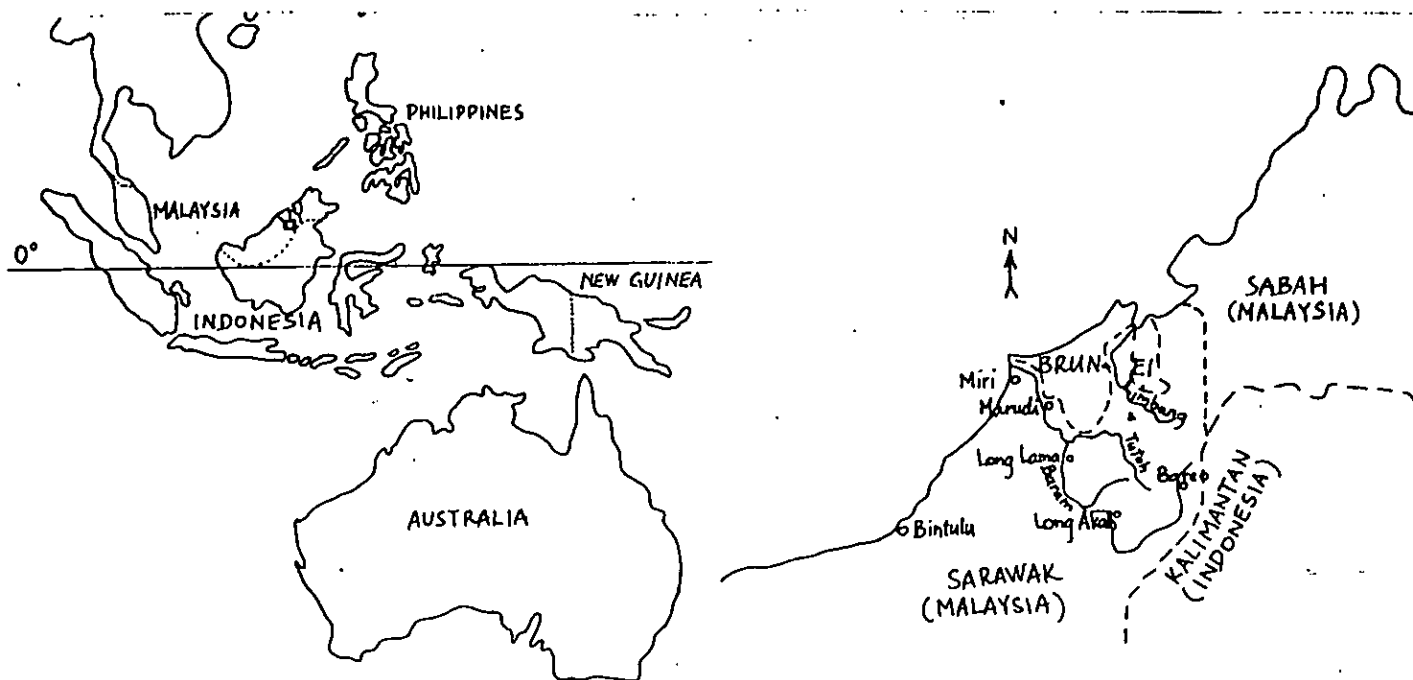 PHILIPPINES
MALAYSIA
0°
NEW GUINEA
INDONESIA
AUSTRALIA
N
SABAH
(MALAYSIA)
BRUN EI
Miri
Marudi
Limbang
Long Lama
Tutoh
Baram
Long Akah
Bintulu
SARAWAK
(MALAYSIA)
KALIMANTAN
(INDONESIA)